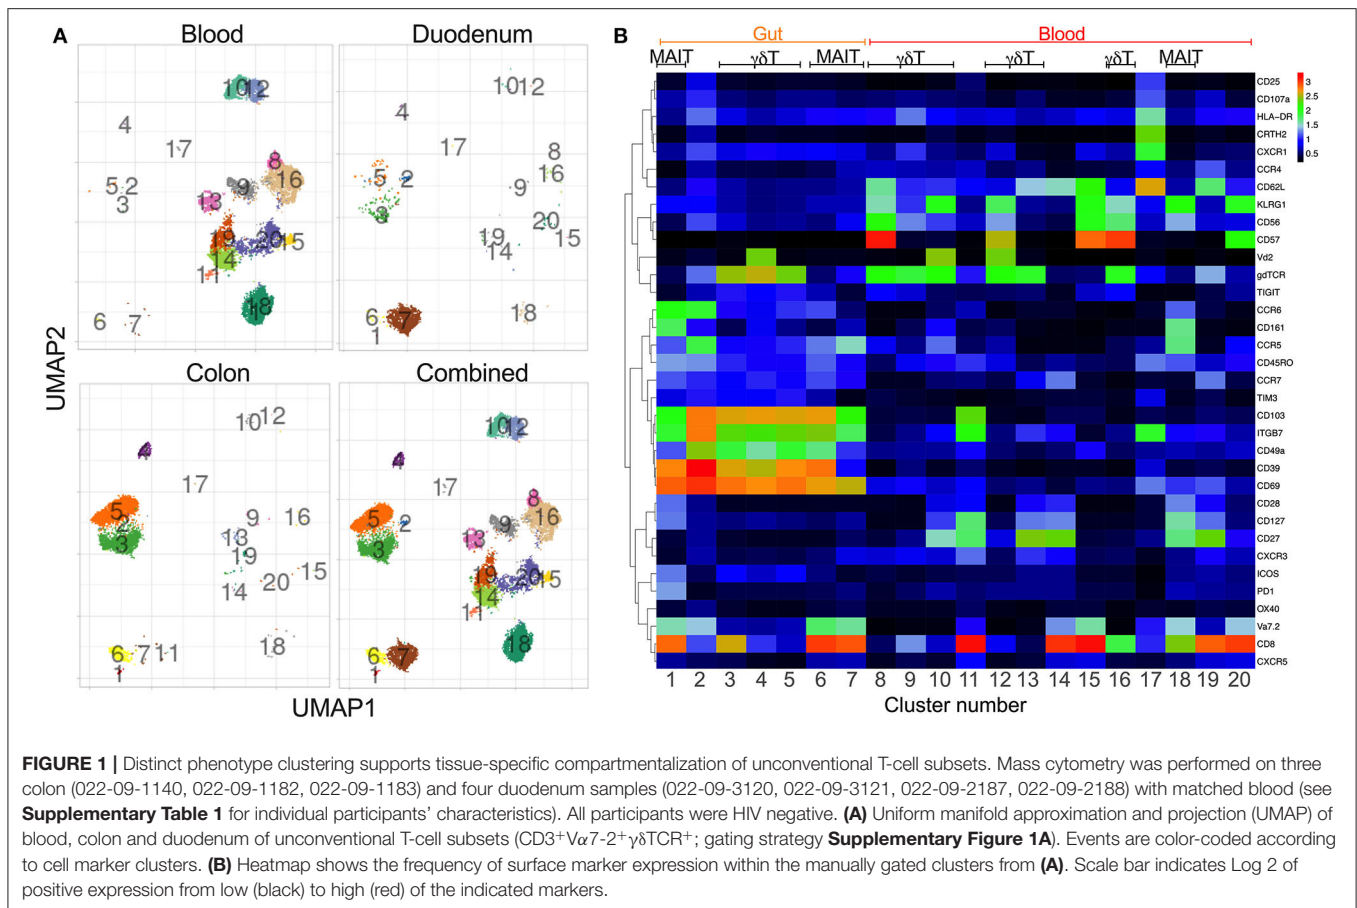 A
Blood
Duodenum
B
Gut
Blood
MAIT
γδT
MAIT
γδT
γδT
γδT
MAIT
10 12
4
17
8
16
5 2
3
9
13
19
20
15
14
11
18
6
7
10 12
4
17
8
5
2
16
9
3
20
19
15
14
6
7
18
1
UMAP2
Colon
Combined
10 12
4
17
5
2
3
9
16
13
19
15
20
14
6
7
11
18
1
10 12
4
17
8
5
2
16
9
3
13
19
20
15
14
11
6
7
18
1
UMAP1
CD25
CD107a
HLA-DR
CRTH2
CXCR1
CCR4
CD62L
KLRG1
CD56
CD57
Vd2
gdTCR
TIGIT
CCR6
CD161
CCR5
CD45RO
CCR7
TIM3
CD103
ITGB7
CD49a
CD39
CD69
CD28
CD127
CD27
CXCR3
ICOS
PD1
OX40
Va7.2
CD8
CXCR5
3
2.5
2
1.5
1
0.5
1 2 3 4 5 6 7 8 9 10 11 12 13 14 15 16 17 18 19 20
Cluster number
FIGURE 1 | Distinct phenotype clustering supports tissue-specific compartmentalization of unconventional T-cell subsets. Mass cytometry was performed on three
colon (022-09-1140, 022-09-1182, 022-09-1183) and four duodenum samples (022-09-3120, 022-09-3121, 022-09-2187, 022-09-2188) with matched blood (see
Supplementary Table 1 for individual participants' characteristics). All participants were HIV negative. (A) Uniform manifold approximation and projection (UMAP) of
blood, colon and duodenum of unconventional T-cell subsets (CD3+Vα7-2+γδTCR+; gating strategy Supplementary Figure 1A). Events are color-coded according
to cell marker clusters. (B) Heatmap shows the frequency of surface marker expression within the manually gated clusters from (A). Scale bar indicates Log 2 of
positive expression from low (black) to high (red) of the indicated markers.